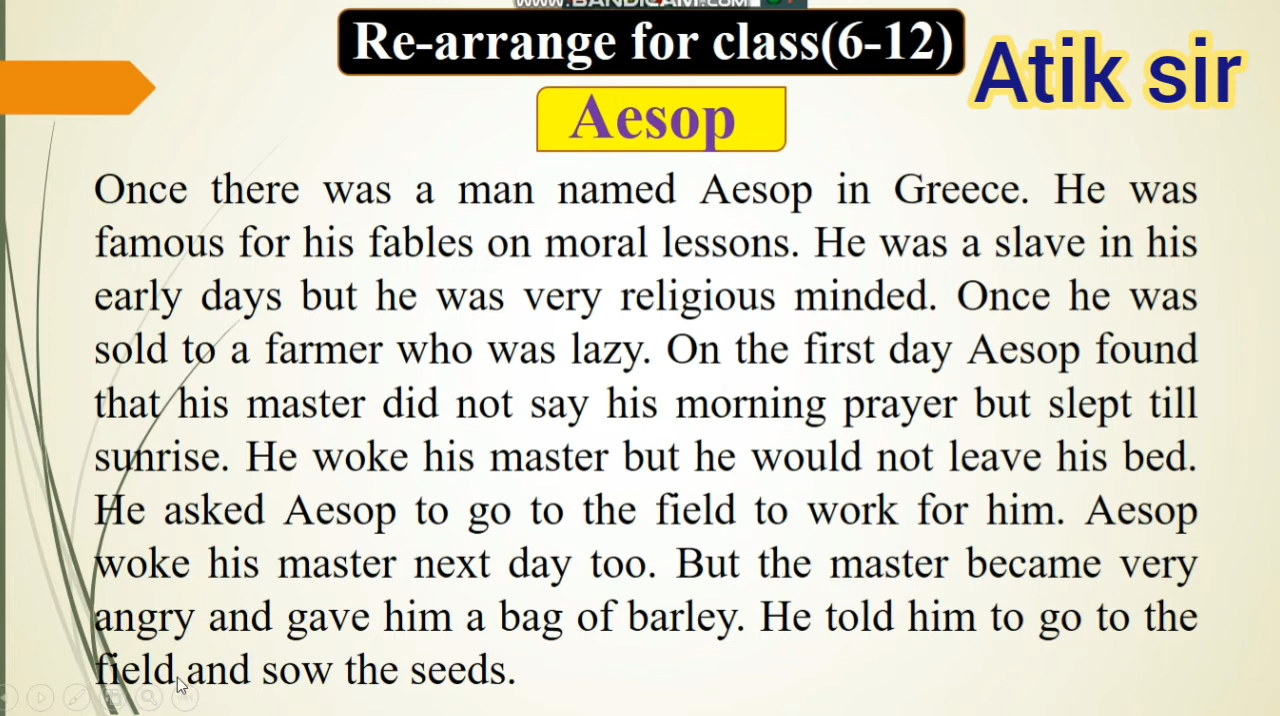 www.BANDICAM.COM
Re-arrange for class(6-12)
Atik sir
Aesop
Once there was a man named Aesop in Greece. He was
famous for his fables on moral lessons. He was a slave in his
early days but he was very religious minded. Once he was
sold to a farmer who was lazy. On the first day Aesop found
that his master did not say his morning prayer but slept till
sunrise. He woke his master but he would not leave his bed.
He asked Aesop to go to the field to work for him. Aesop
woke his master next day too. But the master became very
angry and gave him a bag of barley. He told him to go to the
field and sow the seeds.